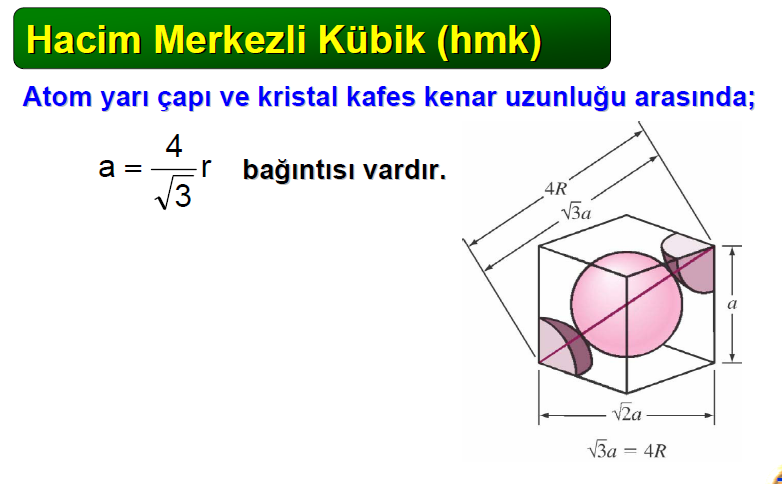 Hacim Merkezli Kübik (hmk)
Atom yarı çapı ve kristal kafes kenar uzunluğu arasında;
a = 4/√3 r bağıntısı vardır.
4R
√3a
a
√2a
√3a = 4R